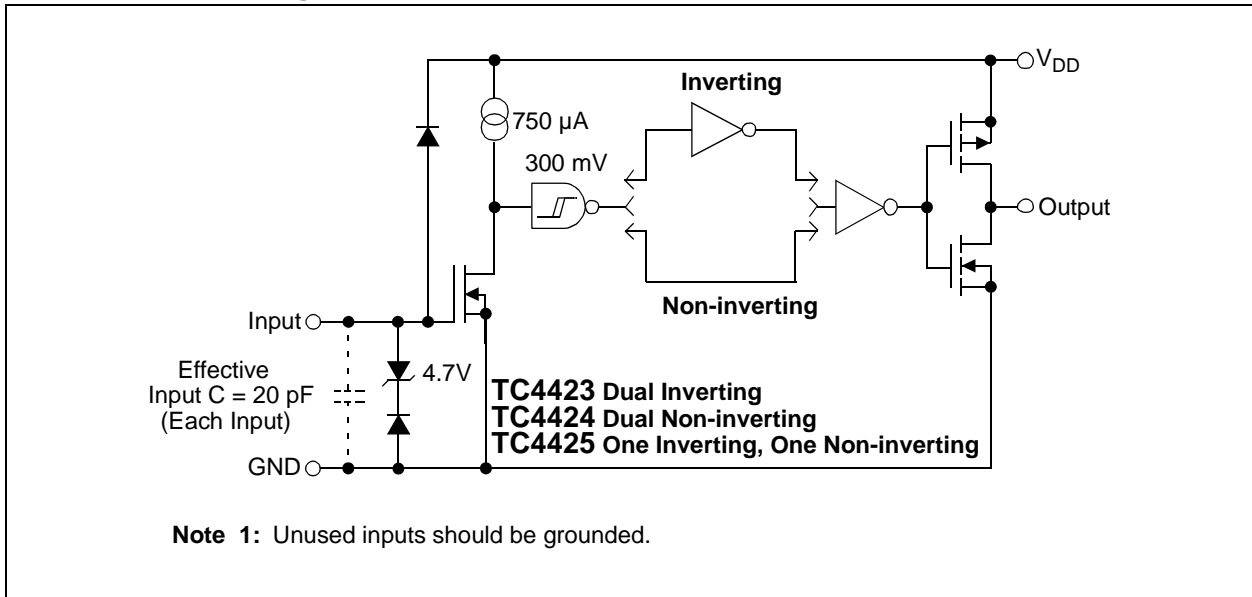 V_DD
Inverting
750 µA
300 mV
Output
Non-inverting
Input
4.7V
Effective
Input C = 20 pF
(Each Input)
TC4423 Dual Inverting
TC4424 Dual Non-inverting
TC4425 One Inverting, One Non-inverting
GND
Note 1: Unused inputs should be grounded.